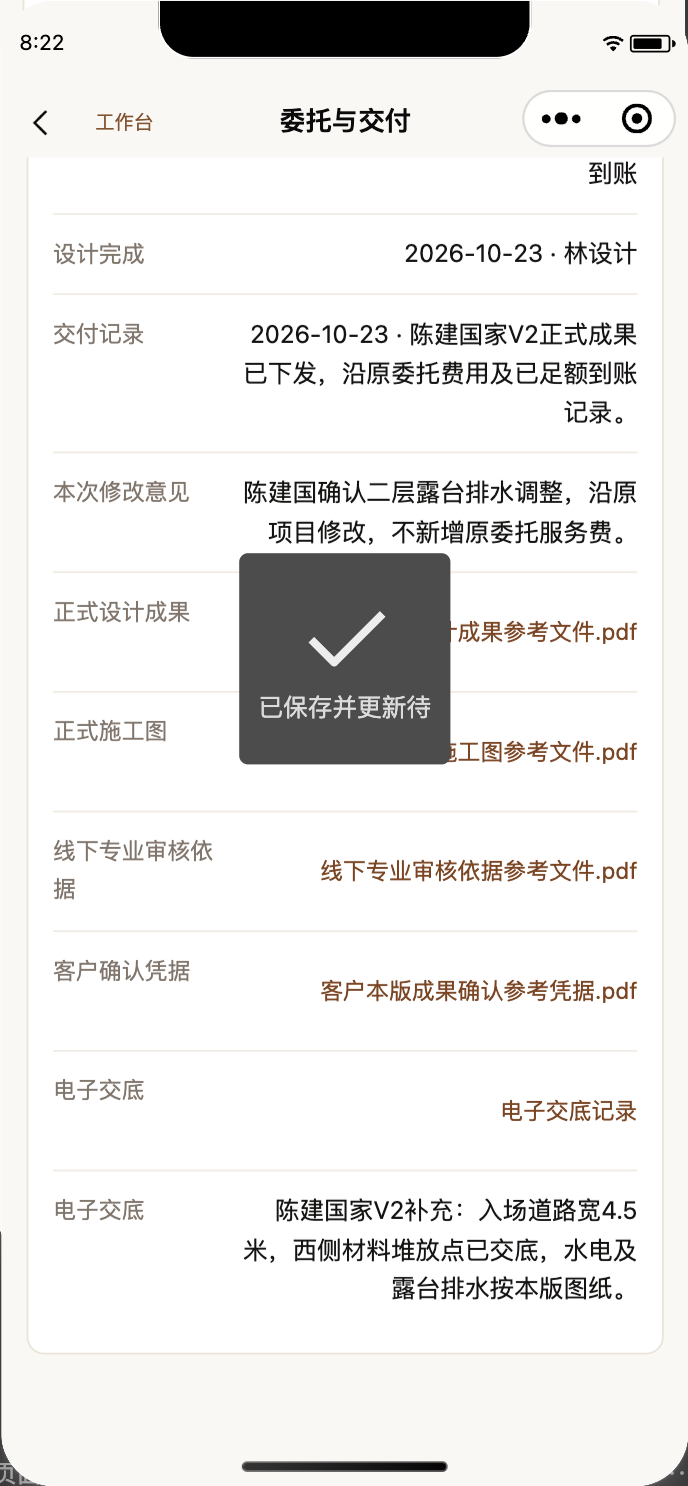 8:22
工作台
委托与交付
到账
设计完成
2026-10-23 · 林设计
交付记录
2026-10-23 · 陈建国家V2正式成果
已下发，沿原委托费用及已足额到账
记录。
本次修改意见
陈建国确认二层露台排水调整，沿原
项目修改，不新增原委托服务费。
正式设计成果
计成果参考文件.pdf
已保存并更新待
正式施工图
施工图参考文件.pdf
线下专业审核依
据
线下专业审核依据参考文件.pdf
客户确认凭据
客户本版成果确认参考凭据.pdf
电子交底
电子交底记录
电子交底
陈建国家V2补充：入场道路宽4.5
米，西侧材料堆放点已交底，水电及
露台排水按本版图纸。